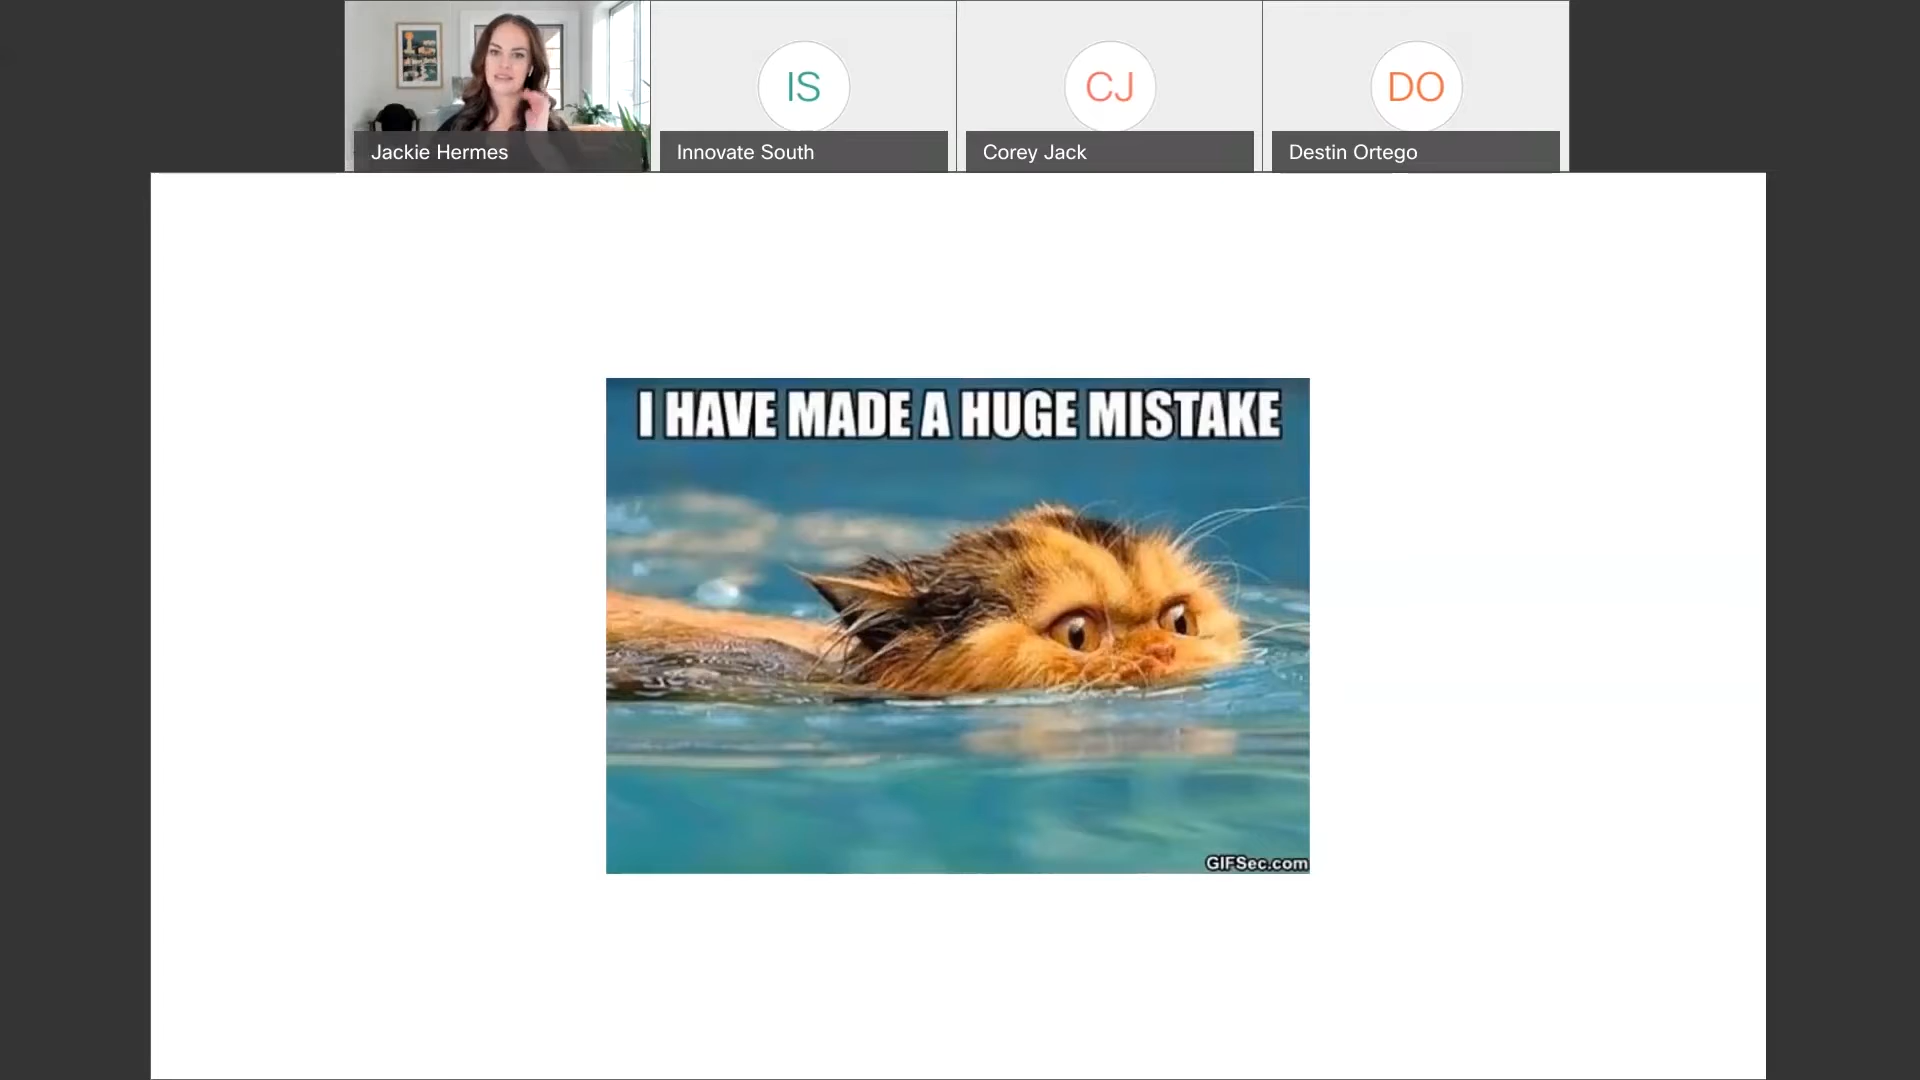 IS
CJ
DO
Jackie Hermes
Innovate South
Corey Jack
Destin Ortego
I HAVE MADE A HUGE MISTAKE
GIFSec.com